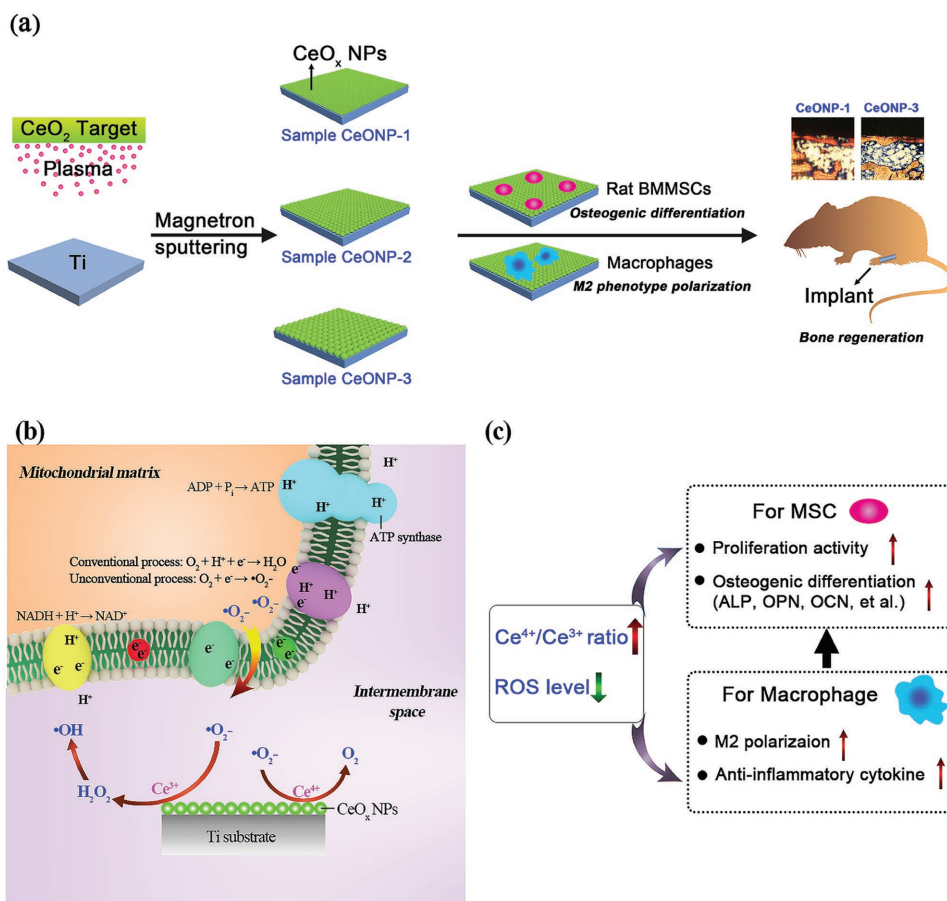 (a)
CeOₓ NPs
CeO₂ Target
Plasma
Ti
Magnetron
sputtering
Sample CeONP-1
Sample CeONP-2
Sample CeONP-3
Rat BMMSCs
Osteogenic differentiation
Macrophages
M2 phenotype polarization
CeONP-1 CeONP-3
Implant
Bone regeneration
(b)
Mitochondrial matrix
ADP + Pᵢ → ATP
H⁺
H⁺
H⁺
H⁺
ATP synthase
Conventional process: O₂ + H⁺ + e⁻ → H₂O
Unconventional process: O₂ + e⁻ → •O₂−
e⁻
H⁺ H⁺
e⁻
H⁺
H⁺
•O₂− •O₂−
NADH + H⁺ → NAD⁺
H⁺
e⁻ e⁻
e⁻ e⁻
e⁻
e⁻
e⁻ e⁻
H⁺
Intermembrane
space
•OH
•O₂−
•O₂−
O₂
H₂O₂
Ce³⁺
Ce⁴⁺
CeOₓ NPs
Ti substrate
(c)
Ce⁴⁺/Ce³⁺ ratio
ROS level
For MSC
● Proliferation activity
● Osteogenic differentiation
(ALP, OPN, OCN, et al.)
For Macrophage
● M2 polarizaion
● Anti-inflammatory cytokine